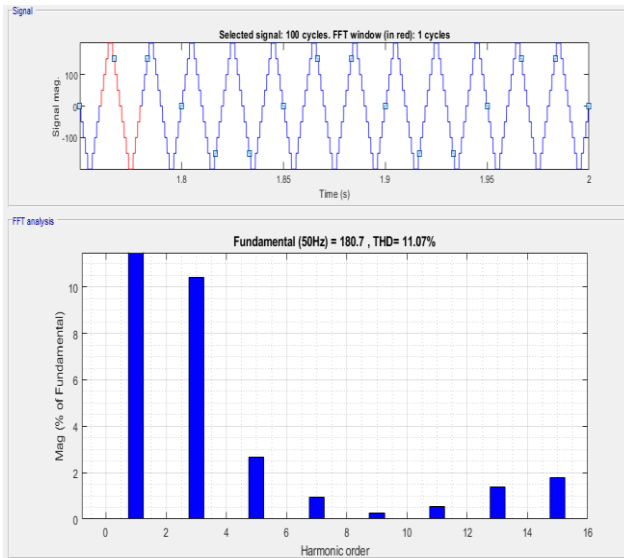 Signal
Selected signal: 100 cycles. FFT window (in red): 1 cycles
Signal mag.
100
0
-100
1.8
1.85
1.9
1.95
2
Time (s)
FFT analysis
Fundamental (50Hz) = 180.7 , THD= 11.07%
Mag (% of Fundamental)
10
8
6
4
2
0
0 2 4 6 8 10 12 14 16
Harmonic order